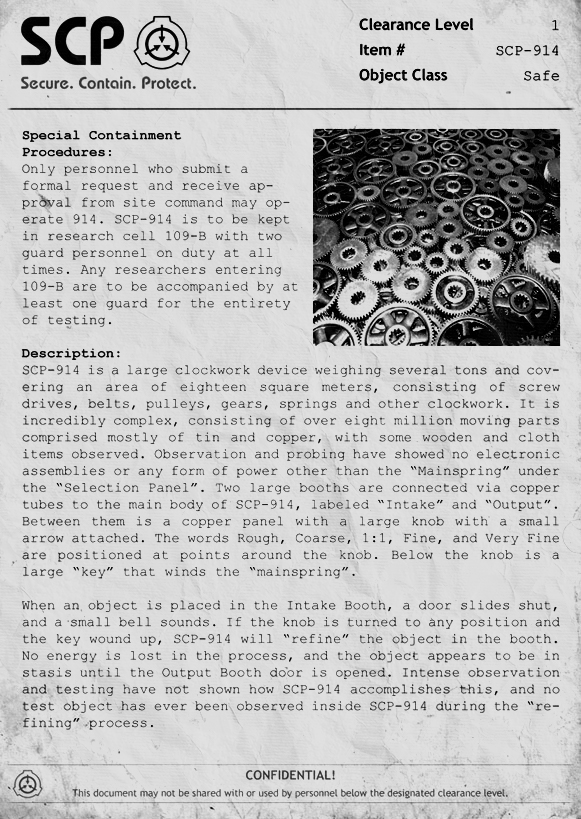 SCP
Secure. Contain. Protect.
Clearance Level 1
Item # SCP-914
Object Class Safe
Special Containment
Procedures:
Only personnel who submit a
formal request and receive ap-
proval from site command may op-
erate 914. SCP-914 is to be kept
in research cell 109-B with two
guard personnel on duty at all
times. Any researchers entering
109-B are to be accompanied by at
least one guard for the entirety
of testing.
Description:
SCP-914 is a large clockwork device weighing several tons and cov-
ering an area of eighteen square meters, consisting of screw
drives, belts, pulleys, gears, springs and other clockwork. It is
incredibly complex, consisting of over eight million moving parts
comprised mostly of tin and copper, with some wooden and cloth
items observed. Observation and probing have showed no electronic
assemblies or any form of power other than the “Mainspring” under
the “Selection Panel”. Two large booths are connected via copper
tubes to the main body of SCP-914, labeled “Intake” and “Output”.
Between them is a copper panel with a large knob with a small
arrow attached. The words Rough, Coarse, 1:1, Fine, and Very Fine
are positioned at points around the knob. Below the knob is a
large “key” that winds the “mainspring”.
When an object is placed in the Intake Booth, a door slides shut,
and a small bell sounds. If the knob is turned to any position and
the key wound up, SCP-914 will “refine” the object in the booth.
No energy is lost in the process, and the object appears to be in
stasis until the Output Booth door is opened. Intense observation
and testing have not shown how SCP-914 accomplishes this, and no
test object has ever been observed inside SCP-914 during the “re-
fining” process.
CONFIDENTIAL!
This document may not be shared with or used by personnel below the designated clearance level.